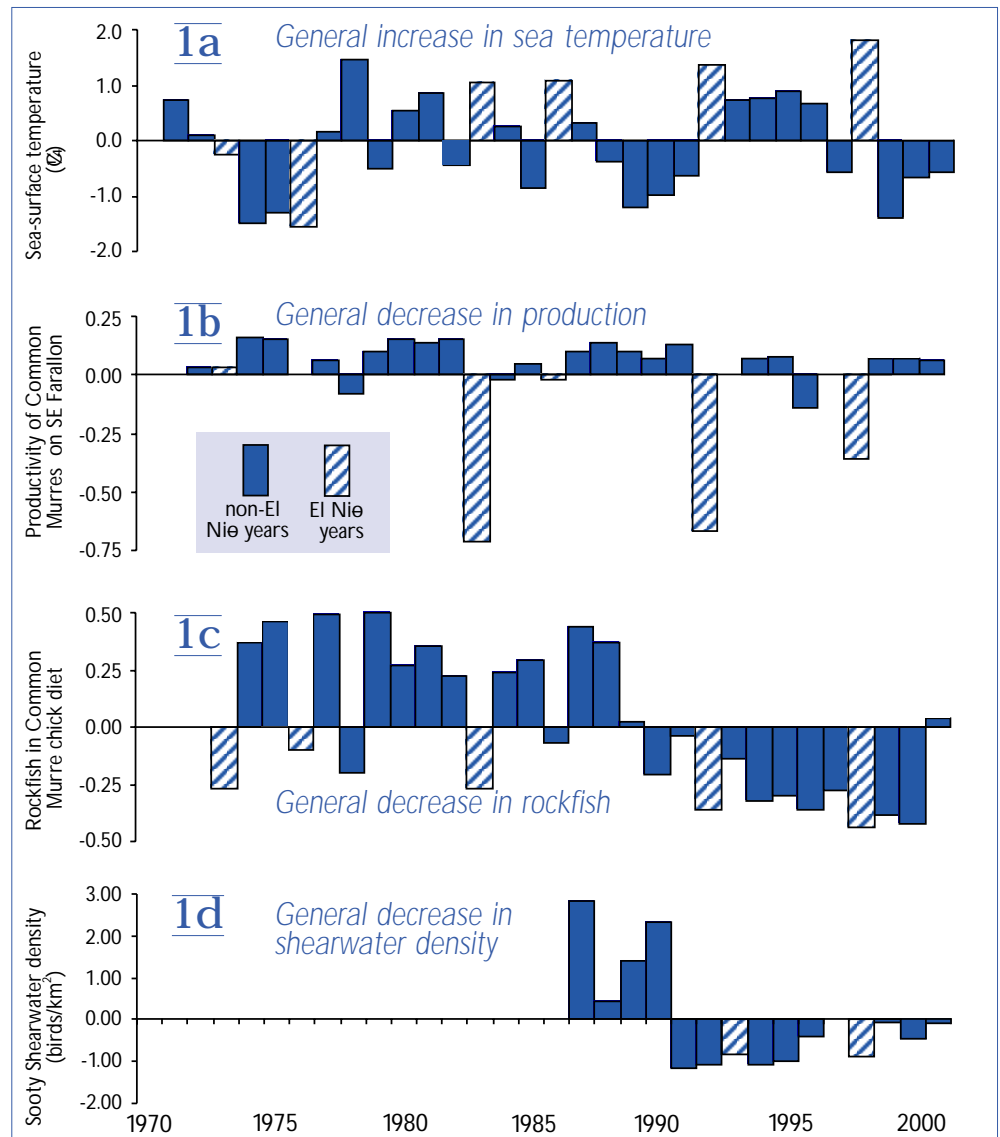 1a
General increase in sea temperature
Sea-surface temperature
2.0
1.0
0.0
-1.0
-2.0
1b
General decrease in production
Productivity of Common
Murres on SE Farallon
0.25
0.00
-0.25
-0.50
-0.75
non-El
Niɵ years
El Niɵ
years
1c
General decrease in rockfish
Rockfish in Common
Murre chick diet
0.50
0.25
0.00
-0.25
-0.50
1d
General decrease in
shearwater density
Sooty Shearwater density
(birds/km²)
3.00
2.00
1.00
0.00
-1.00
-2.00
1970
1975
1980
1985
1990
1995
2000